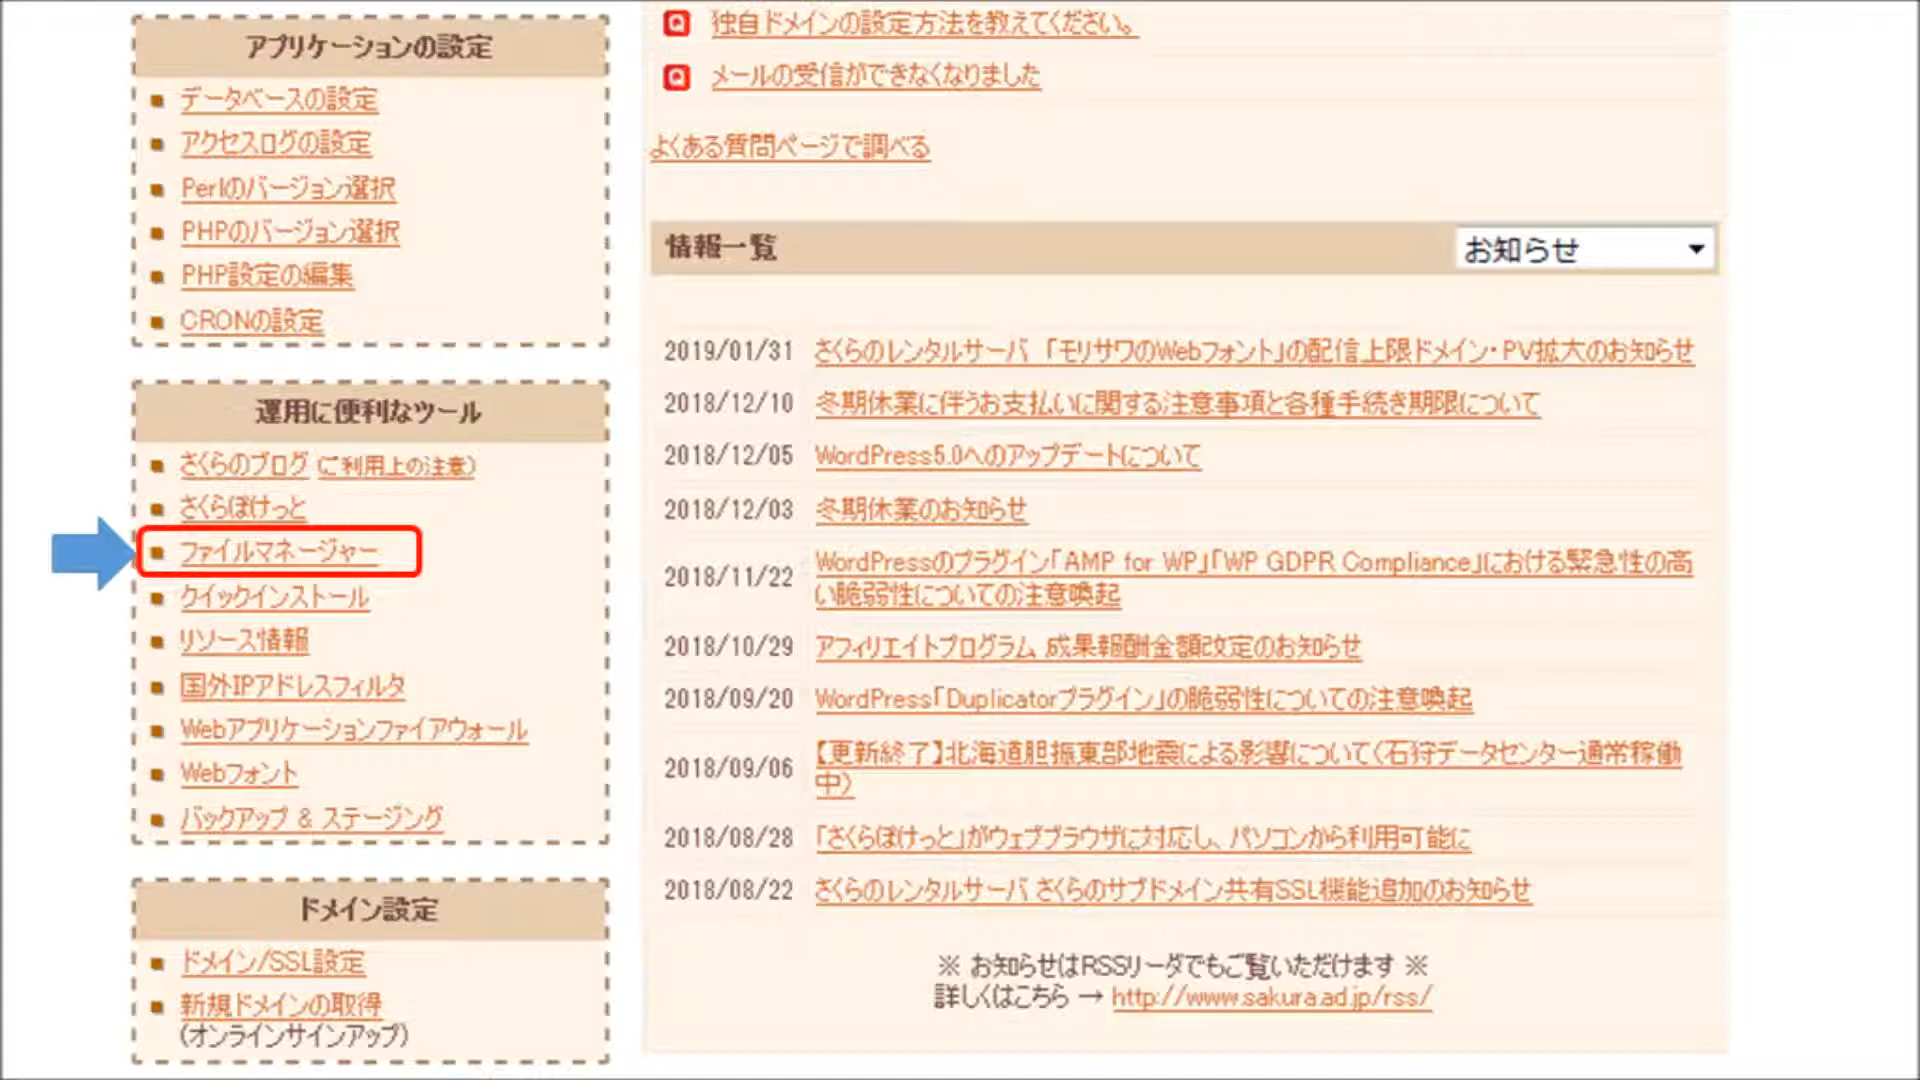 アプリケーションの設定
データベースの設定
アクセスログの設定
Perlのバージョン選択
PHPのバージョン選択
PHP設定の編集
CRONの設定
運用に便利なツール
さくらのブログ (ご利用上の注意)
さくらぽけっと
ファイルマネージャー
クイックインストール
リソース情報
国外IPアドレスフィルタ
Webアプリケーションファイアウォール
Webフォント
バックアップ & ステージング
ドメイン設定
ドメイン/SSL設定
新規ドメインの取得
(オンラインサインアップ)
Q 独自ドメインの設定方法を教えてください。
Q メールの受信ができなくなりました
よくある質問ページで調べる
情報一覧 お知らせ
2019/01/31 さくらのレンタルサーバ 「モリサワのWebフォント」の配信上限ドメイン・PV拡大のお知らせ
2018/12/10 冬期休業に伴うお支払いに関する注意事項と各種手続き期限について
2018/12/05 WordPress5.0へのアップデートについて
2018/12/03 冬期休業のお知らせ
2018/11/22 WordPressのプラグイン「AMP for WP」「WP GDPR Compliance」における緊急性の高
い脆弱性についての注意喚起
2018/10/29 アフィリエイトプログラム 成果報酬金額改定のお知らせ
2018/09/20 WordPress「Duplicatorプラグイン」の脆弱性についての注意喚起
2018/09/06 【更新終了】北海道胆振東部地震による影響について（石狩データセンター通常稼働
中）
2018/08/28 「さくらぽけっと」がウェブブラウザに対応し、パソコンから利用可能に
2018/08/22 さくらのレンタルサーバ さくらのサブドメイン共有SSL機能追加のお知らせ
※ お知らせはRSSリーダでもご覧いただけます ※
詳しくはこちら → http://www.sakura.ad.jp/rss/